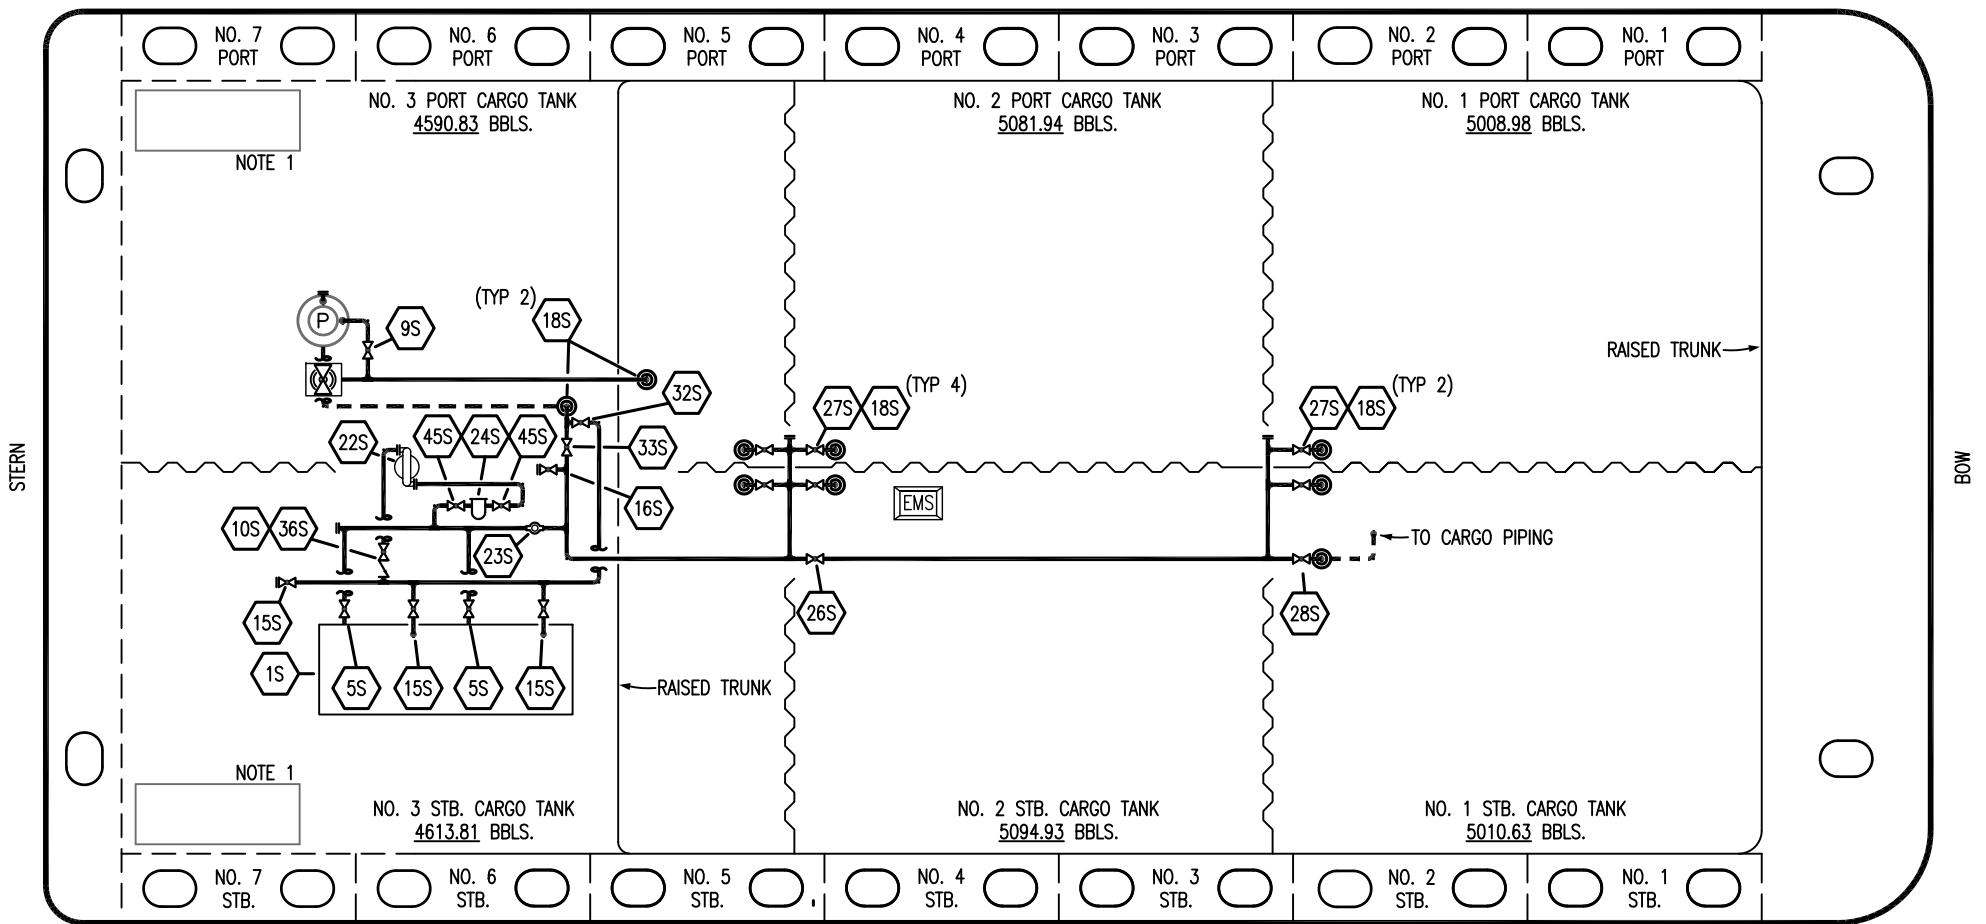 NO. 7
PORT
NO. 6
PORT
NO. 5
PORT
NO. 4
PORT
NO. 3
PORT
NO. 2
PORT
NO. 1
PORT
NO. 3 PORT CARGO TANK
4590.83 BBLS.
NO. 2 PORT CARGO TANK
5081.94 BBLS.
NO. 1 PORT CARGO TANK
5008.98 BBLS.
NOTE 1
(TYP 2)
18S
P
9S
RAISED TRUNK
32S
27S
18S
(TYP 4)
27S
18S
(TYP 2)
22S
45S
24S
45S
33S
STERN
BOW
16S
EMS
10S
36S
23S
TO CARGO PIPING
15S
26S
28S
1S
5S
15S
5S
15S
RAISED TRUNK
NOTE 1
NO. 3 STB. CARGO TANK
4613.81 BBLS.
NO. 2 STB. CARGO TANK
5094.93 BBLS.
NO. 1 STB. CARGO TANK
5010.63 BBLS.
NO. 7
STB.
NO. 6
STB.
NO. 5
STB.
NO. 4
STB.
NO. 3
STB.
NO. 2
STB.
NO. 1
STB.